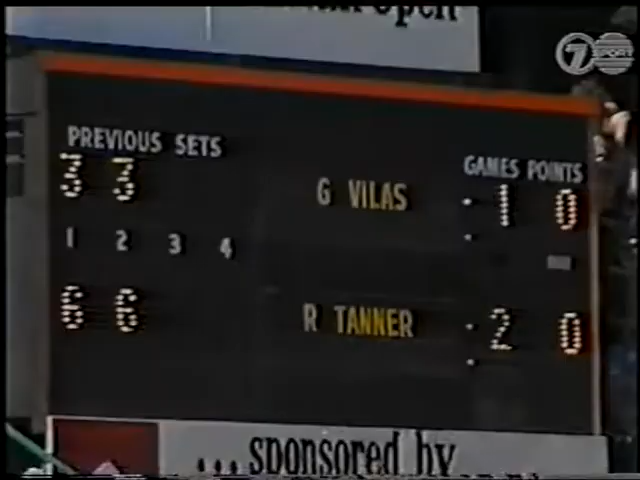 Open
7 SPORT
PREVIOUS SETS
GAMES POINTS
3 3 G VILAS 1 0
1 2 3 4
6 6 R TANNER 2 0
...sponsored by